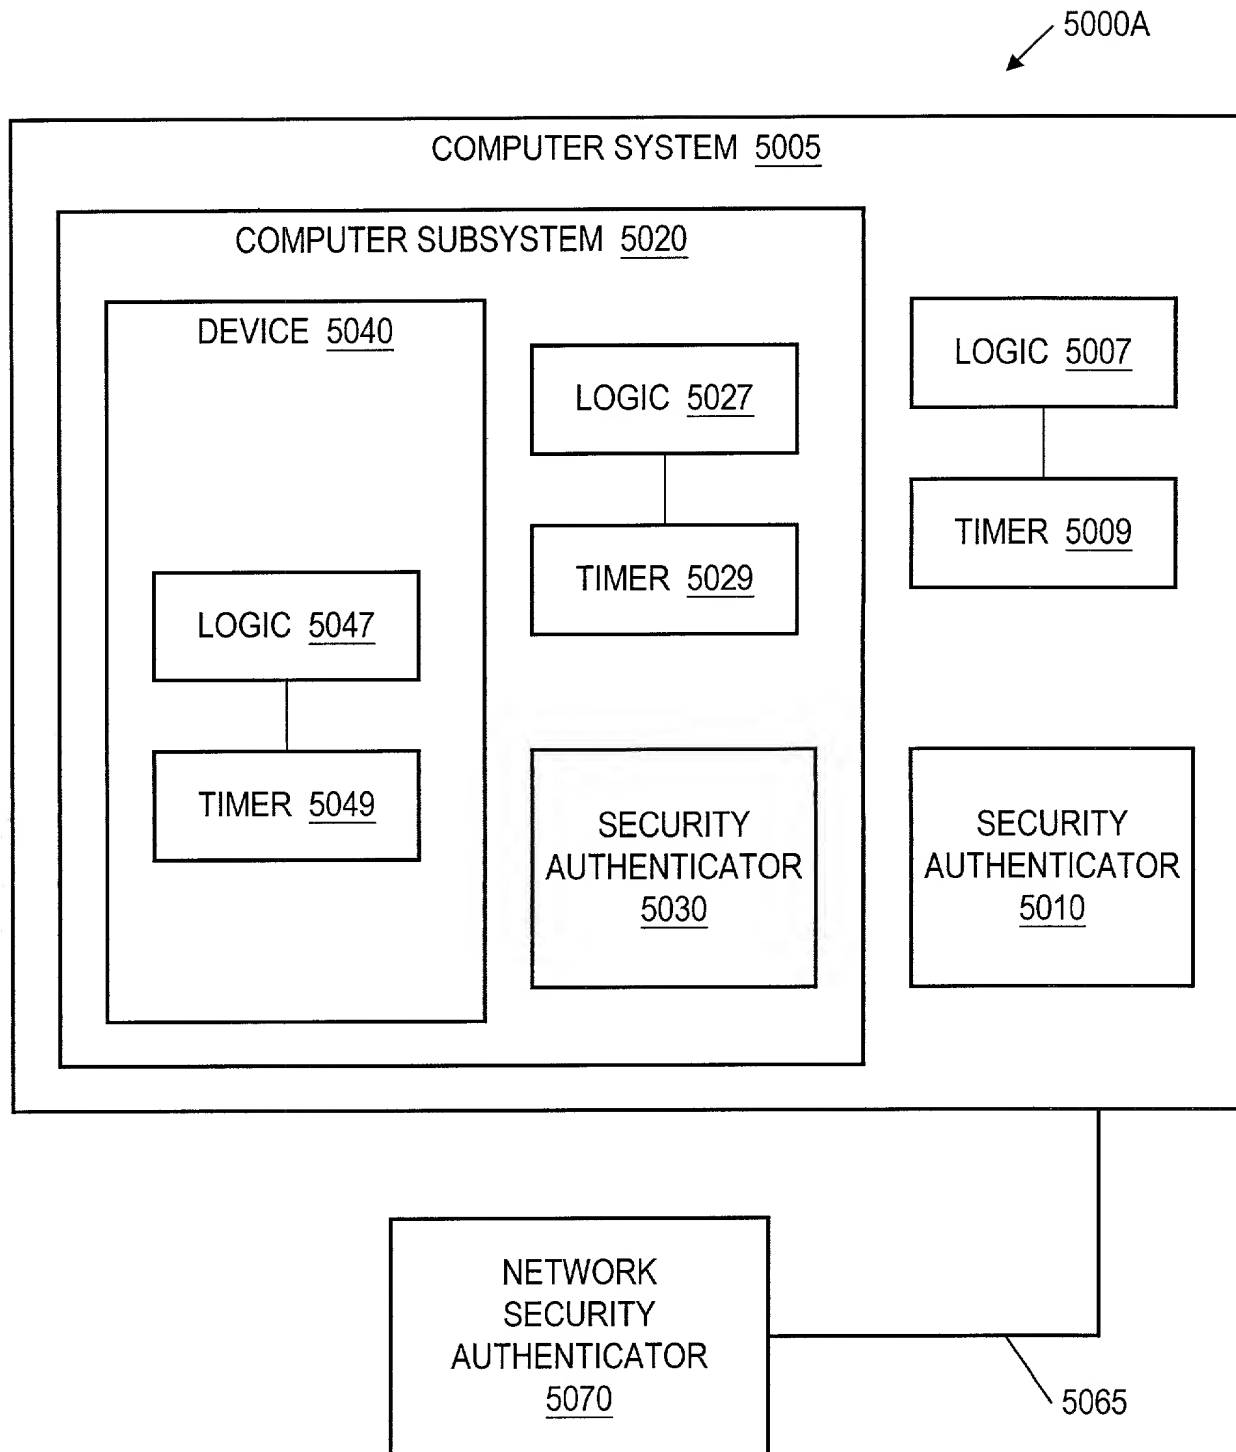 5000A
COMPUTER SYSTEM 5005
COMPUTER SUBSYSTEM 5020
DEVICE 5040
LOGIC 5047
TIMER 5049
LOGIC 5027
TIMER 5029
SECURITY
AUTHENTICATOR
5030
LOGIC 5007
TIMER 5009
SECURITY
AUTHENTICATOR
5010
NETWORK
SECURITY
AUTHENTICATOR
5070
5065